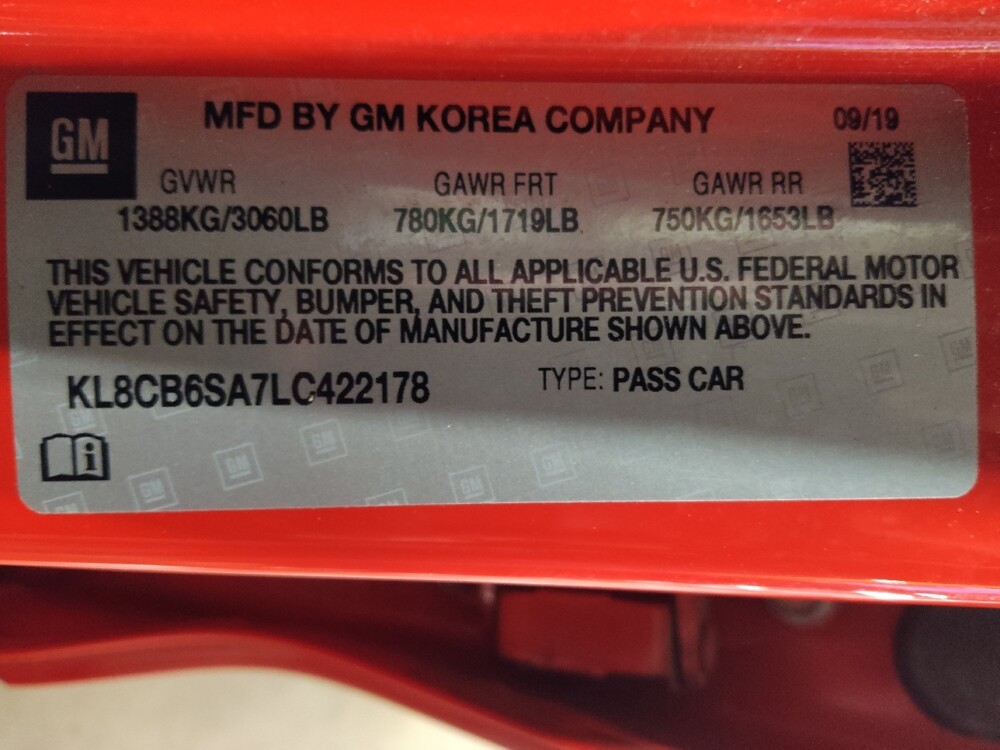 GM
MFD BY GM KOREA COMPANY
09/19
GVWR GAWR FRT GAWR RR
1388KG/3060LB 780KG/1719LB 750KG/1653LB
THIS VEHICLE CONFORMS TO ALL APPLICABLE U.S. FEDERAL MOTOR
VEHICLE SAFETY, BUMPER, AND THEFT PREVENTION STANDARDS IN
EFFECT ON THE DATE OF MANUFACTURE SHOWN ABOVE.
KL8CB6SA7LC422178 TYPE: PASS CAR
i